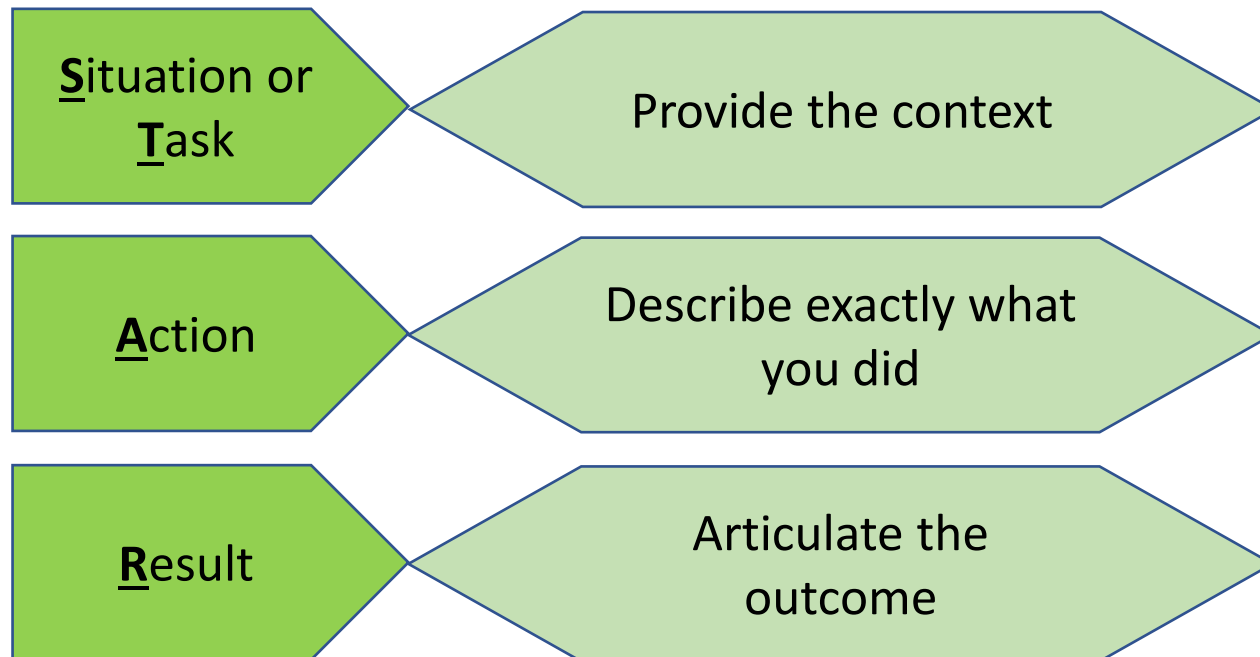 Situation or
Task
Provide the context
Action
Describe exactly what
you did
Result
Articulate the
outcome